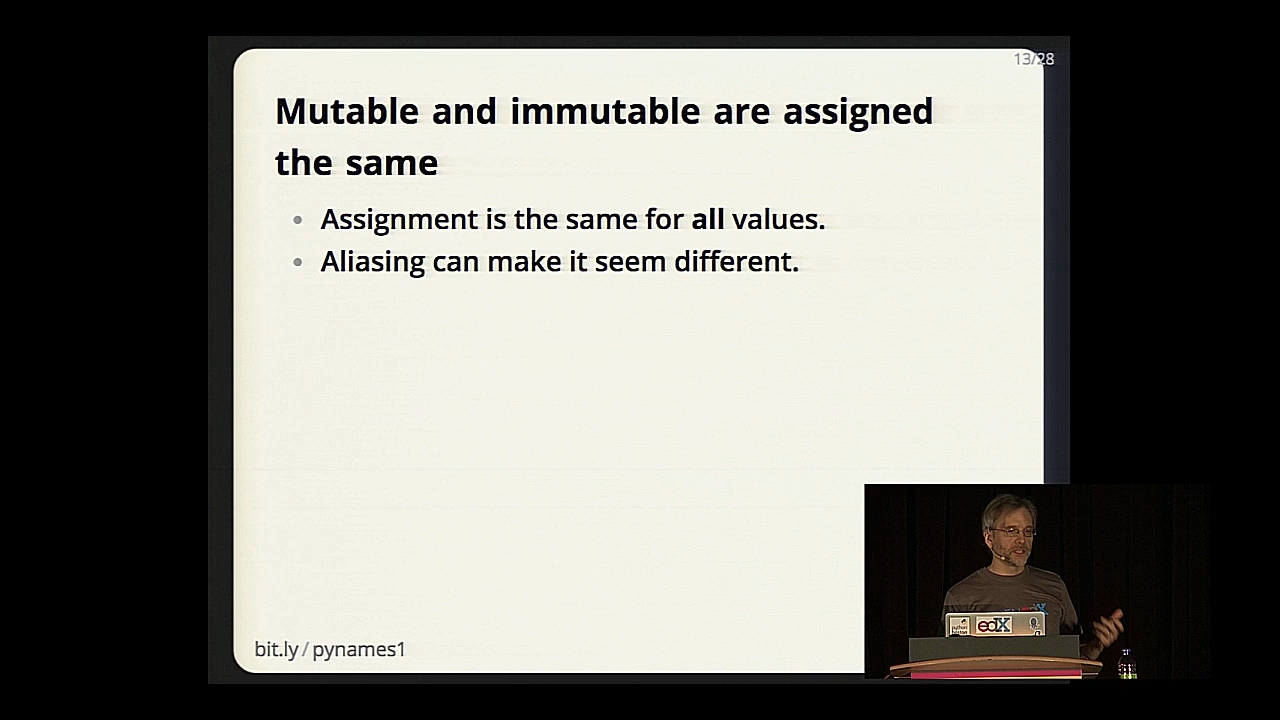 13/28
Mutable and immutable are assigned
the same
Assignment is the same for all values.
Aliasing can make it seem different.
bit.ly/pynames1
edX
python